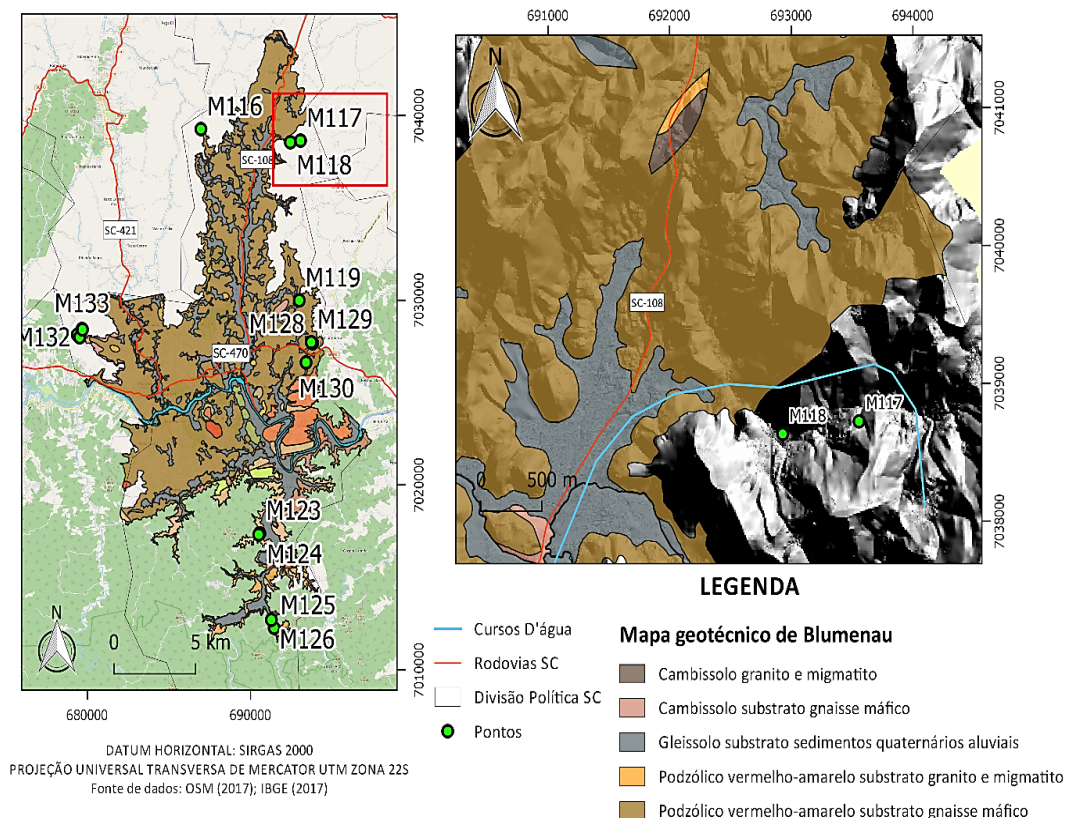 M116
M117
SC-108
M118
SC-421
M119
M133
M128
M129
M132
SC-470
M130
M123
M124
M125
M126
N
0 5 km
7040000
7030000
7020000
7010000
680000 690000
DATUM HORIZONTAL: SIRGAS 2000
PROJEÇÃO UNIVERSAL TRANSVERSA DE MERCATOR UTM ZONA 22S
Fonte de dados: OSM (2017); IBGE (2017)
691000 692000 693000 694000
N
SC-108
M117
M118
0 500 m
7041000
7040000
7039000
7038000
LEGENDA
Cursos D'água
Rodovias SC
Divisão Política SC
Pontos
Mapa geotécnico de Blumenau
Cambissolo granito e migmatito
Cambissolo substrato gnaisse máfico
Gleissolo substrato sedimentos quaternários aluviais
Podzólico vermelho-amarelo substrato granito e migmatito
Podzólico vermelho-amarelo substrato gnaisse máfico